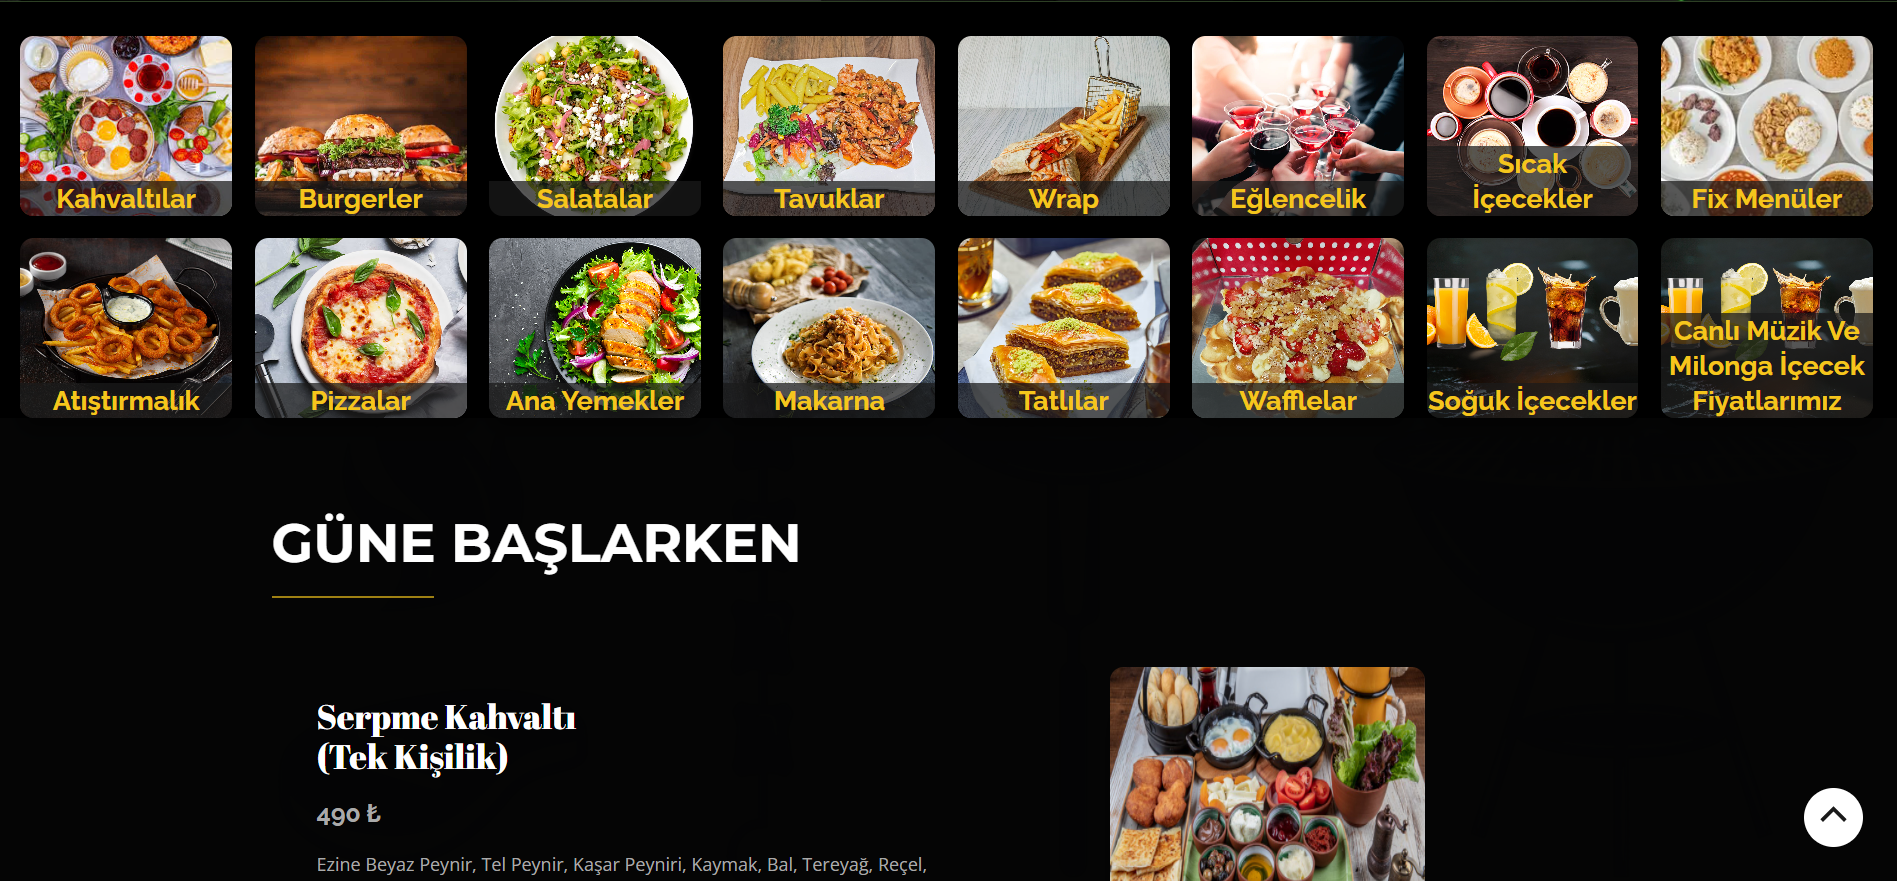 Kahvaltılar
Burgerler
Salatalar
Tavuklar
Wrap
Eğlencelik
Sıcak
İçecekler
Fix Menüler
Atıştırmalık
Pizzalar
Ana Yemekler
Makarna
Tatlılar
Wafflelar
Soğuk İçecekler
Canlı Müzik Ve
Milonga İçecek
Fiyatlarımız
GÜNE BAŞLARKEN
Serpme Kahvaltı
(Tek Kişilik)
490 ₺
Ezine Beyaz Peynir, Tel Peynir, Kaşar Peyniri, Kaymak, Bal, Tereyağ, Reçel,